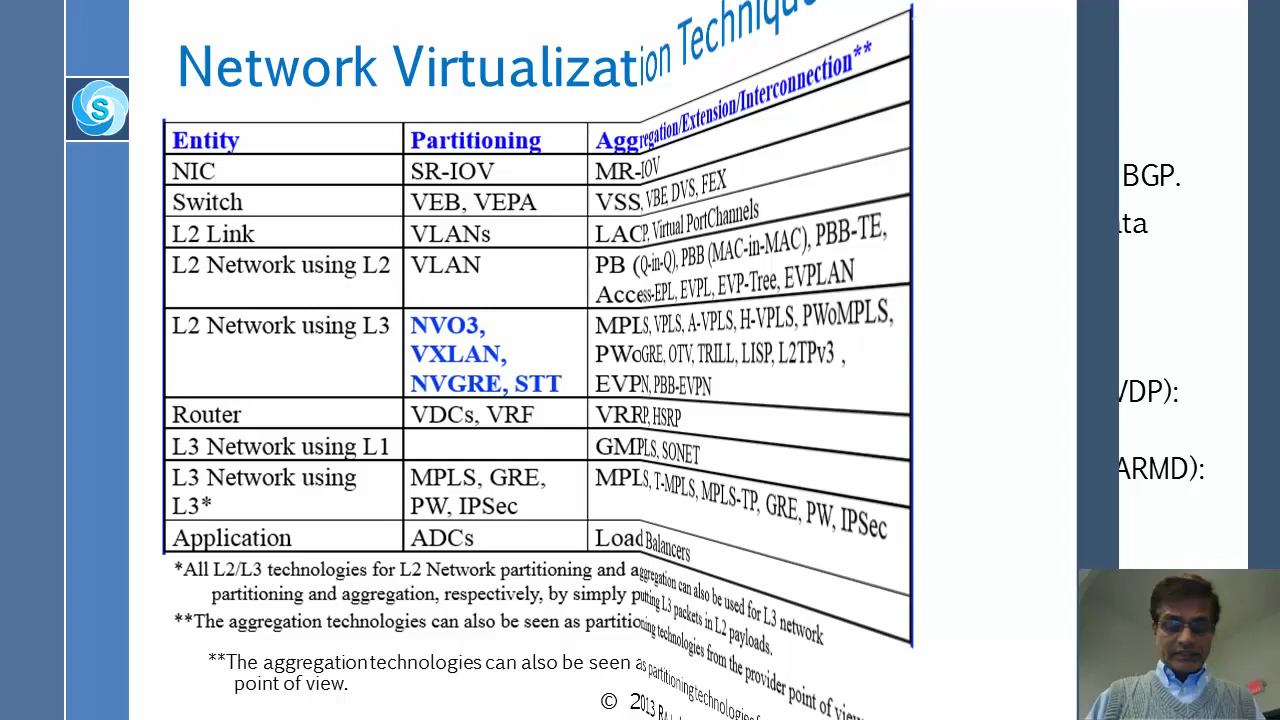 Network Virtualization Techniqu
Entity Partitioning Aggregation/Extension/Interconnection**
NIC SR-IOV MR-IOV
Switch VEB, VEPA VSS, VBE, DVS, FEX
L2 Link VLANs LACP, Virtual PortChannels
L2 Network using L2 VLAN PB (Q-in-Q), PBB (MAC-in-MAC), PBB-TE,
Access-EPL, EVPL, EVP-Tree, EVPLAN
L2 Network using L3 NVO3, MPLS, VPLS, A-VPLS, H-VPLS, PWoMPLS,
VXLAN, PWoGRE, OTV, TRILL, LISP, L2TPv3 ,
NVGRE, STT EVPN, PBB-EVPN
Router VDCs, VRF VRRP, HSRP
L3 Network using L1 GMPLS, SONET
L3 Network using MPLS, GRE, MPLS, T-MPLS, MPLS-TP, GRE, PW, IPSec
L3* PW, IPSec
Application ADCs Load Balancers
*All L2/L3 technologies for L2 Network partitioning and aggregation can also be used for L3 network
partitioning and aggregation, respectively, by simply putting L3 packets in L2 payloads.
**The aggregation technologies can also be seen as partitioning technologies from the provider point of view
**The aggregation technologies can also be seen as partitioning technologies
point of view.
© 2013
BGP.
ta
VDP):
ARMD):
S